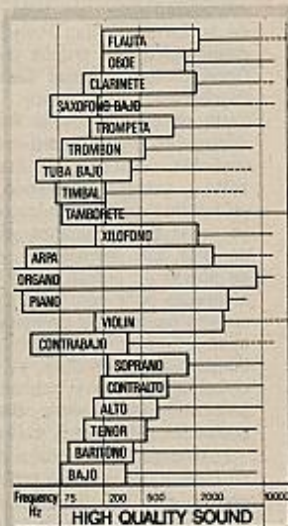 FLAUTA
OBOE
CLARINETE
SAXOFONO BAJO
TROMPETA
TROMBON
TUBA BAJO
TIMBAL
TAMBORETE
XILOFONO
ARPA
ORGANO
PIANO
VIOLIN
CONTRABAJO
SOPRANO
CONTRALTO
ALTO
TENOR
BARITONO
BAJO
Frequency 75 200 500 2000 10000
Hz
HIGH QUALITY SOUND